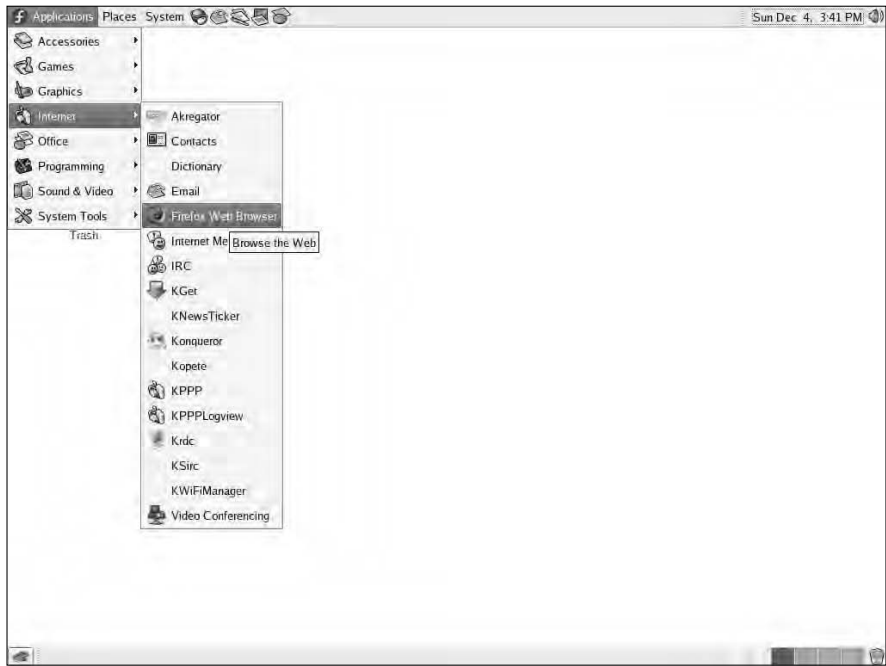 Applications Places System
Sun Dec 4, 3:41 PM
Accessories
Games
Graphics
Internet
Office
Programming
Sound & Video
System Tools
Trash
Akregator
Contacts
Dictionary
Email
Firefox Web Browser
Internet Me
Browse the Web
IRC
KGet
KNewsTicker
Konqueror
Kopete
KPPP
KPPPLogview
Krdc
KSirc
KWiFiManager
Video Conferencing